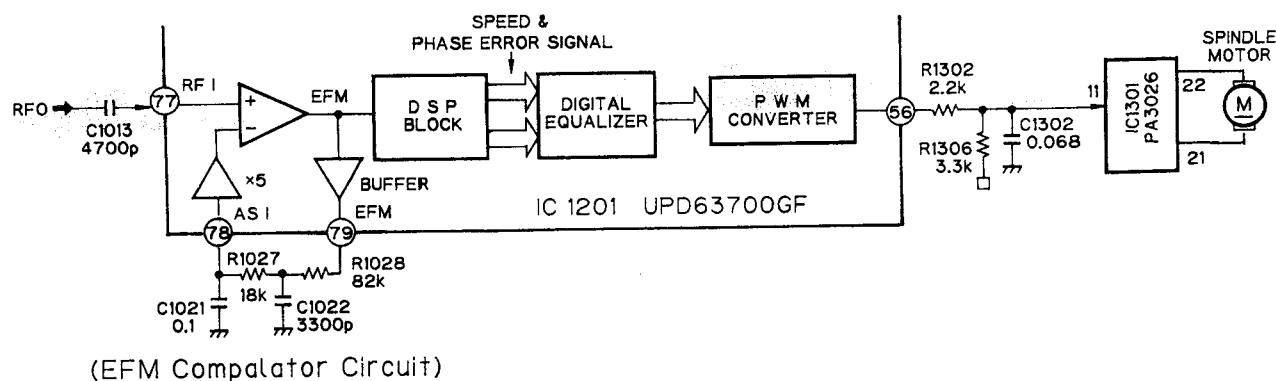 SPEED &
PHASE ERROR SIGNAL
SPINDLE
MOTOR
RFO
C1013
4700p
77
RF I
+
−
EFM
DSP
BLOCK
DIGITAL
EQUALIZER
PWM
CONVERTER
56
R1302
2.2k
R1306
3.3k
C1302
0.068
11
IC1301
PA3026
22
21
M
×5
BUFFER
AS I
EFM
IC 1201 UPD63700GF
78
79
R1027
18k
R1028
82k
C1021
0.1
C1022
3300p
(EFM Compalator Circuit)